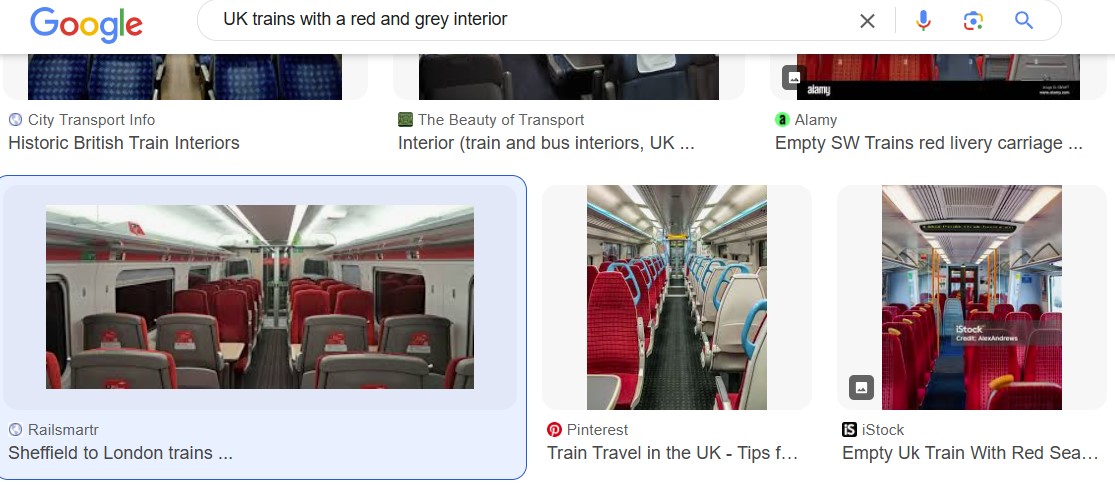 Google
UK trains with a red and grey interior
alamy
City Transport Info
Historic British Train Interiors
The Beauty of Transport
Interior (train and bus interiors, UK ...
a Alamy
Empty SW Trains red livery carriage ...
Railsmartr
Sheffield to London trains ...
Pinterest
Train Travel in the UK - Tips f...
iStock
Credit: AlexAndrews
iS iStock
Empty Uk Train With Red Sea...